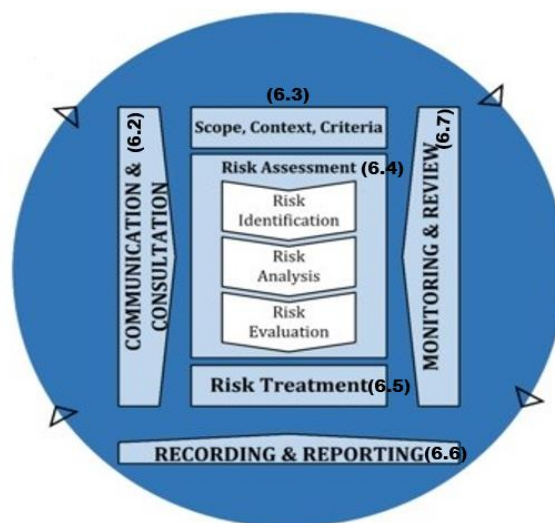 (6.3)
Scope, Context, Criteria
(6.2)
COMMUNICATION &
CONSULTATION
Risk Assessment (6.4)
Risk
Identification
Risk
Analysis
Risk
Evaluation
(6.7)
MONITORING & REVIEW
Risk Treatment (6.5)
RECORDING & REPORTING (6.6)